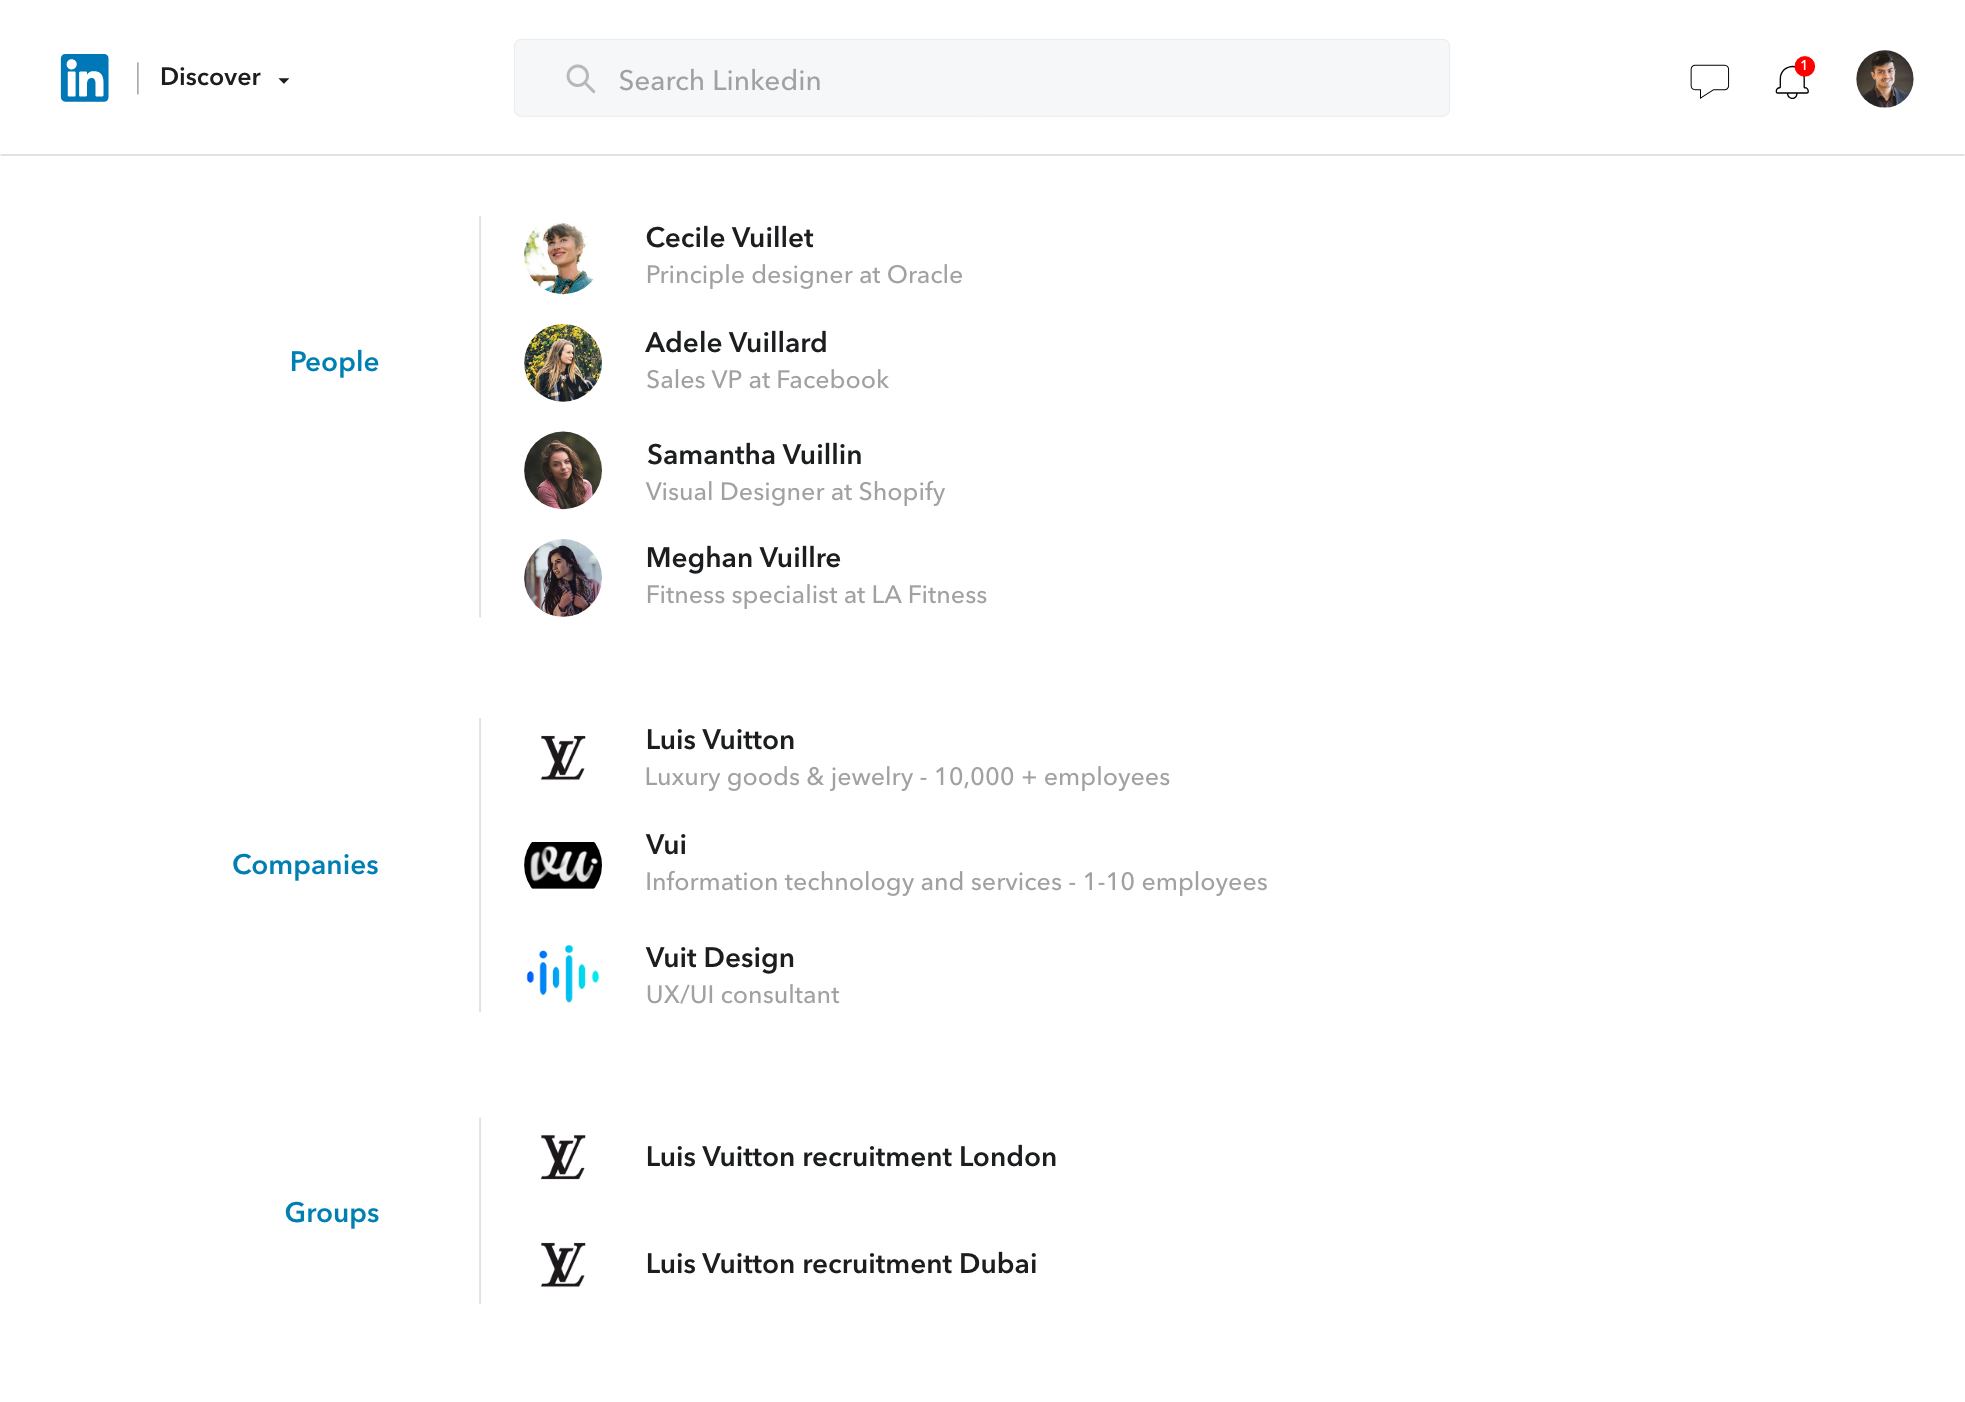 in
Discover
Search Linkedin
1
People
Cecile Vuillet
Principle designer at Oracle
Adele Vuillard
Sales VP at Facebook
Samantha Vuillin
Visual Designer at Shopify
Meghan Vuillre
Fitness specialist at LA Fitness
Companies
LV
Luis Vuitton
Luxury goods & jewelry - 10,000 + employees
vui
Vui
Information technology and services - 1-10 employees
Vuit Design
UX/UI consultant
Groups
LV
Luis Vuitton recruitment London
LV
Luis Vuitton recruitment Dubai